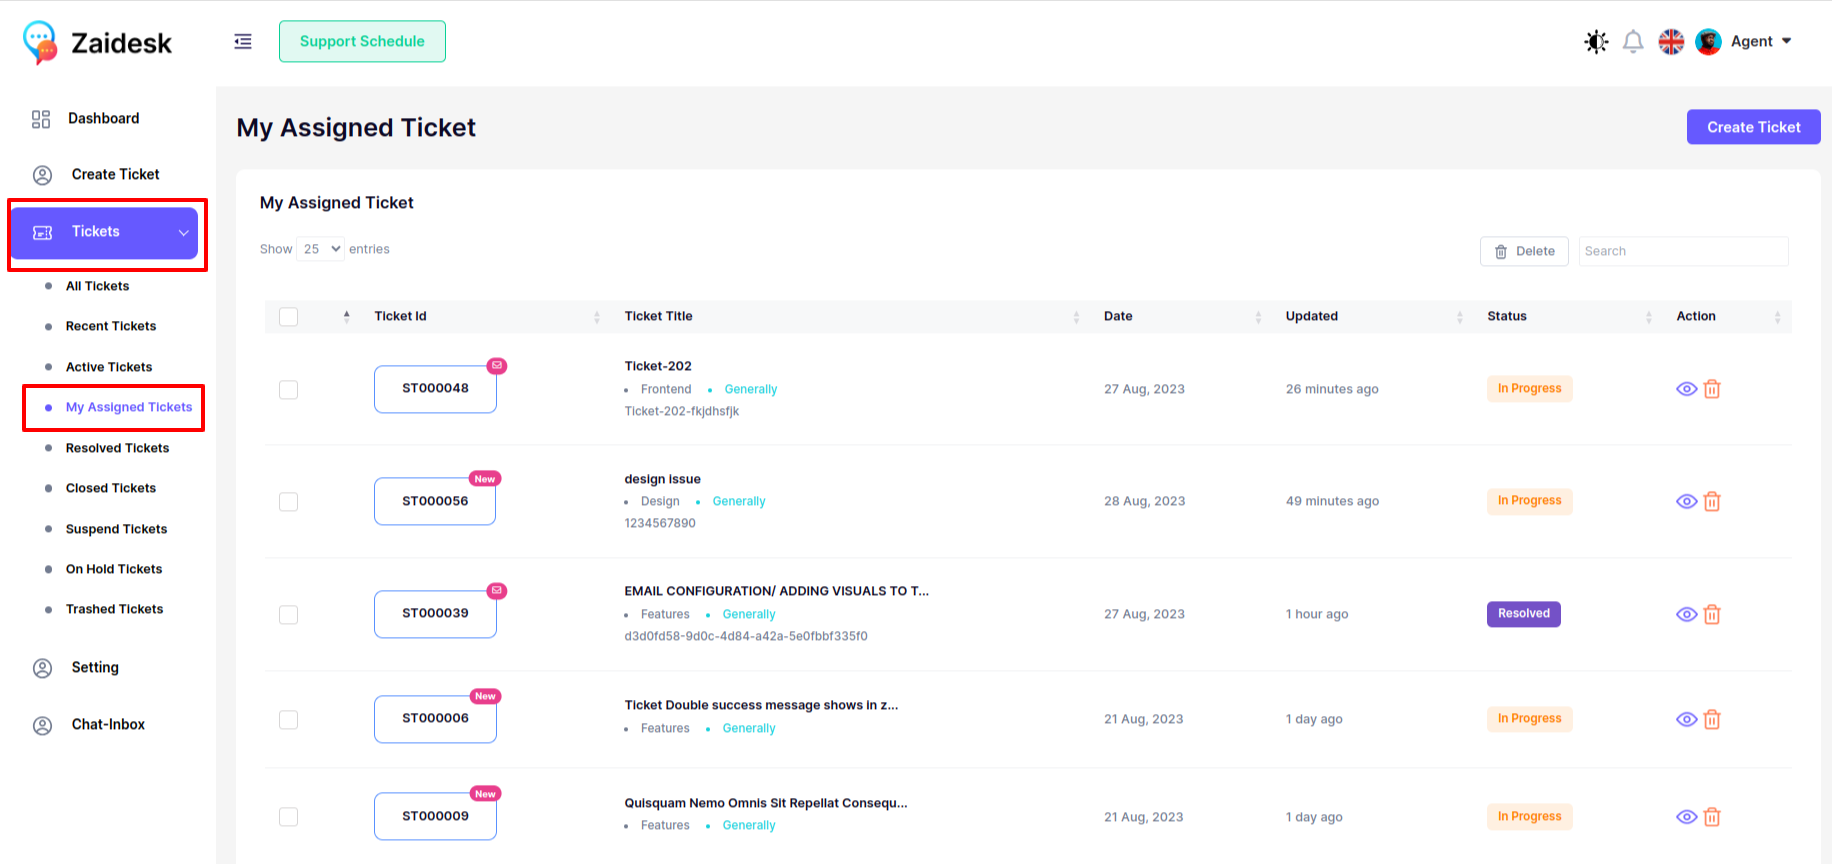 Zaidesk
Support Schedule
Agent
Dashboard
Create Ticket
Tickets
All Tickets
Recent Tickets
Active Tickets
My Assigned Tickets
Resolved Tickets
Closed Tickets
Suspend Tickets
On Hold Tickets
Trashed Tickets
Setting
Chat-Inbox
My Assigned Ticket
Create Ticket
My Assigned Ticket
Show 25 entries
Delete
Search
Ticket Id Ticket Title Date Updated Status Action
Ticket-202
ST000048 Frontend Generally 27 Aug, 2023 26 minutes ago In Progress
Ticket-202-fkjdhsfjk
New design issue
ST000056 Design Generally 28 Aug, 2023 49 minutes ago In Progress
1234567890
EMAIL CONFIGURATION/ ADDING VISUALS TO T...
ST000039 Features Generally 27 Aug, 2023 1 hour ago Resolved
d3d0fd58-9d0c-4d84-a42a-5e0fbbf335f0
New Ticket Double success message shows in z...
ST000006 Features Generally 21 Aug, 2023 1 day ago In Progress
New Quisquam Nemo Omnis Sit Repellat Consequ...
ST000009 Features Generally 21 Aug, 2023 1 day ago In Progress